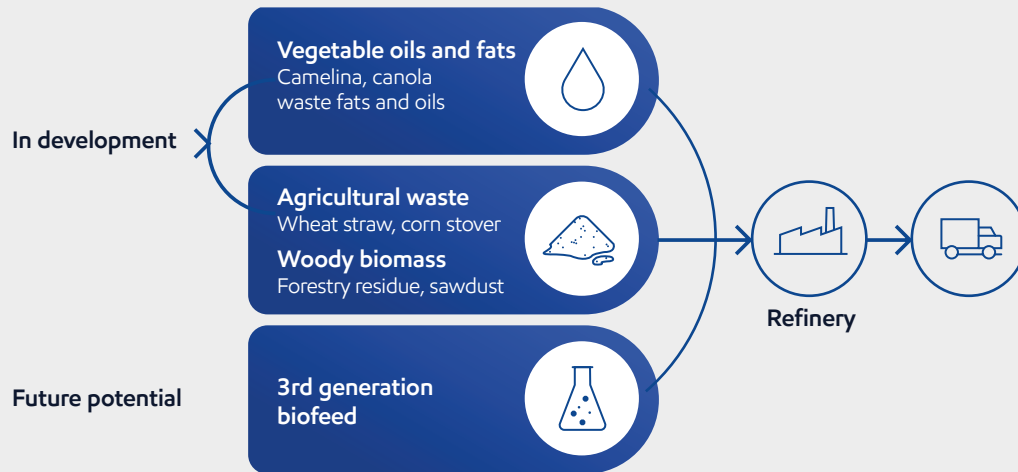 Vegetable oils and fats
Camelina, canola
waste fats and oils
In development
Agricultural waste
Wheat straw, corn stover
Woody biomass
Forestry residue, sawdust
Refinery
Future potential
3rd generation
biofeed